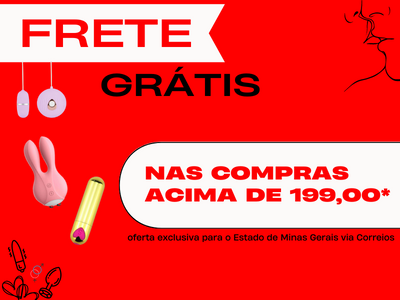 FRETE
GRÁTIS
NAS COMPRAS
ACIMA DE 199,00*
oferta exclusiva para o Estado de Minas Gerais via Correios